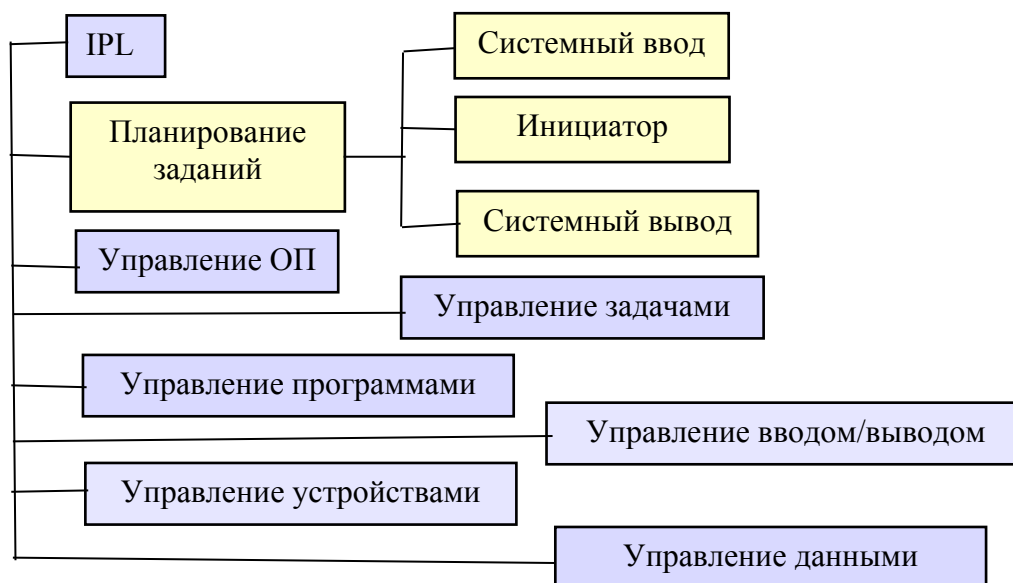 IPL
Системный ввод
Планирование
заданий
Инициатор
Системный вывод
Управление ОП
Управление задачами
Управление программами
Управление вводом/выводом
Управление устройствами
Управление данными